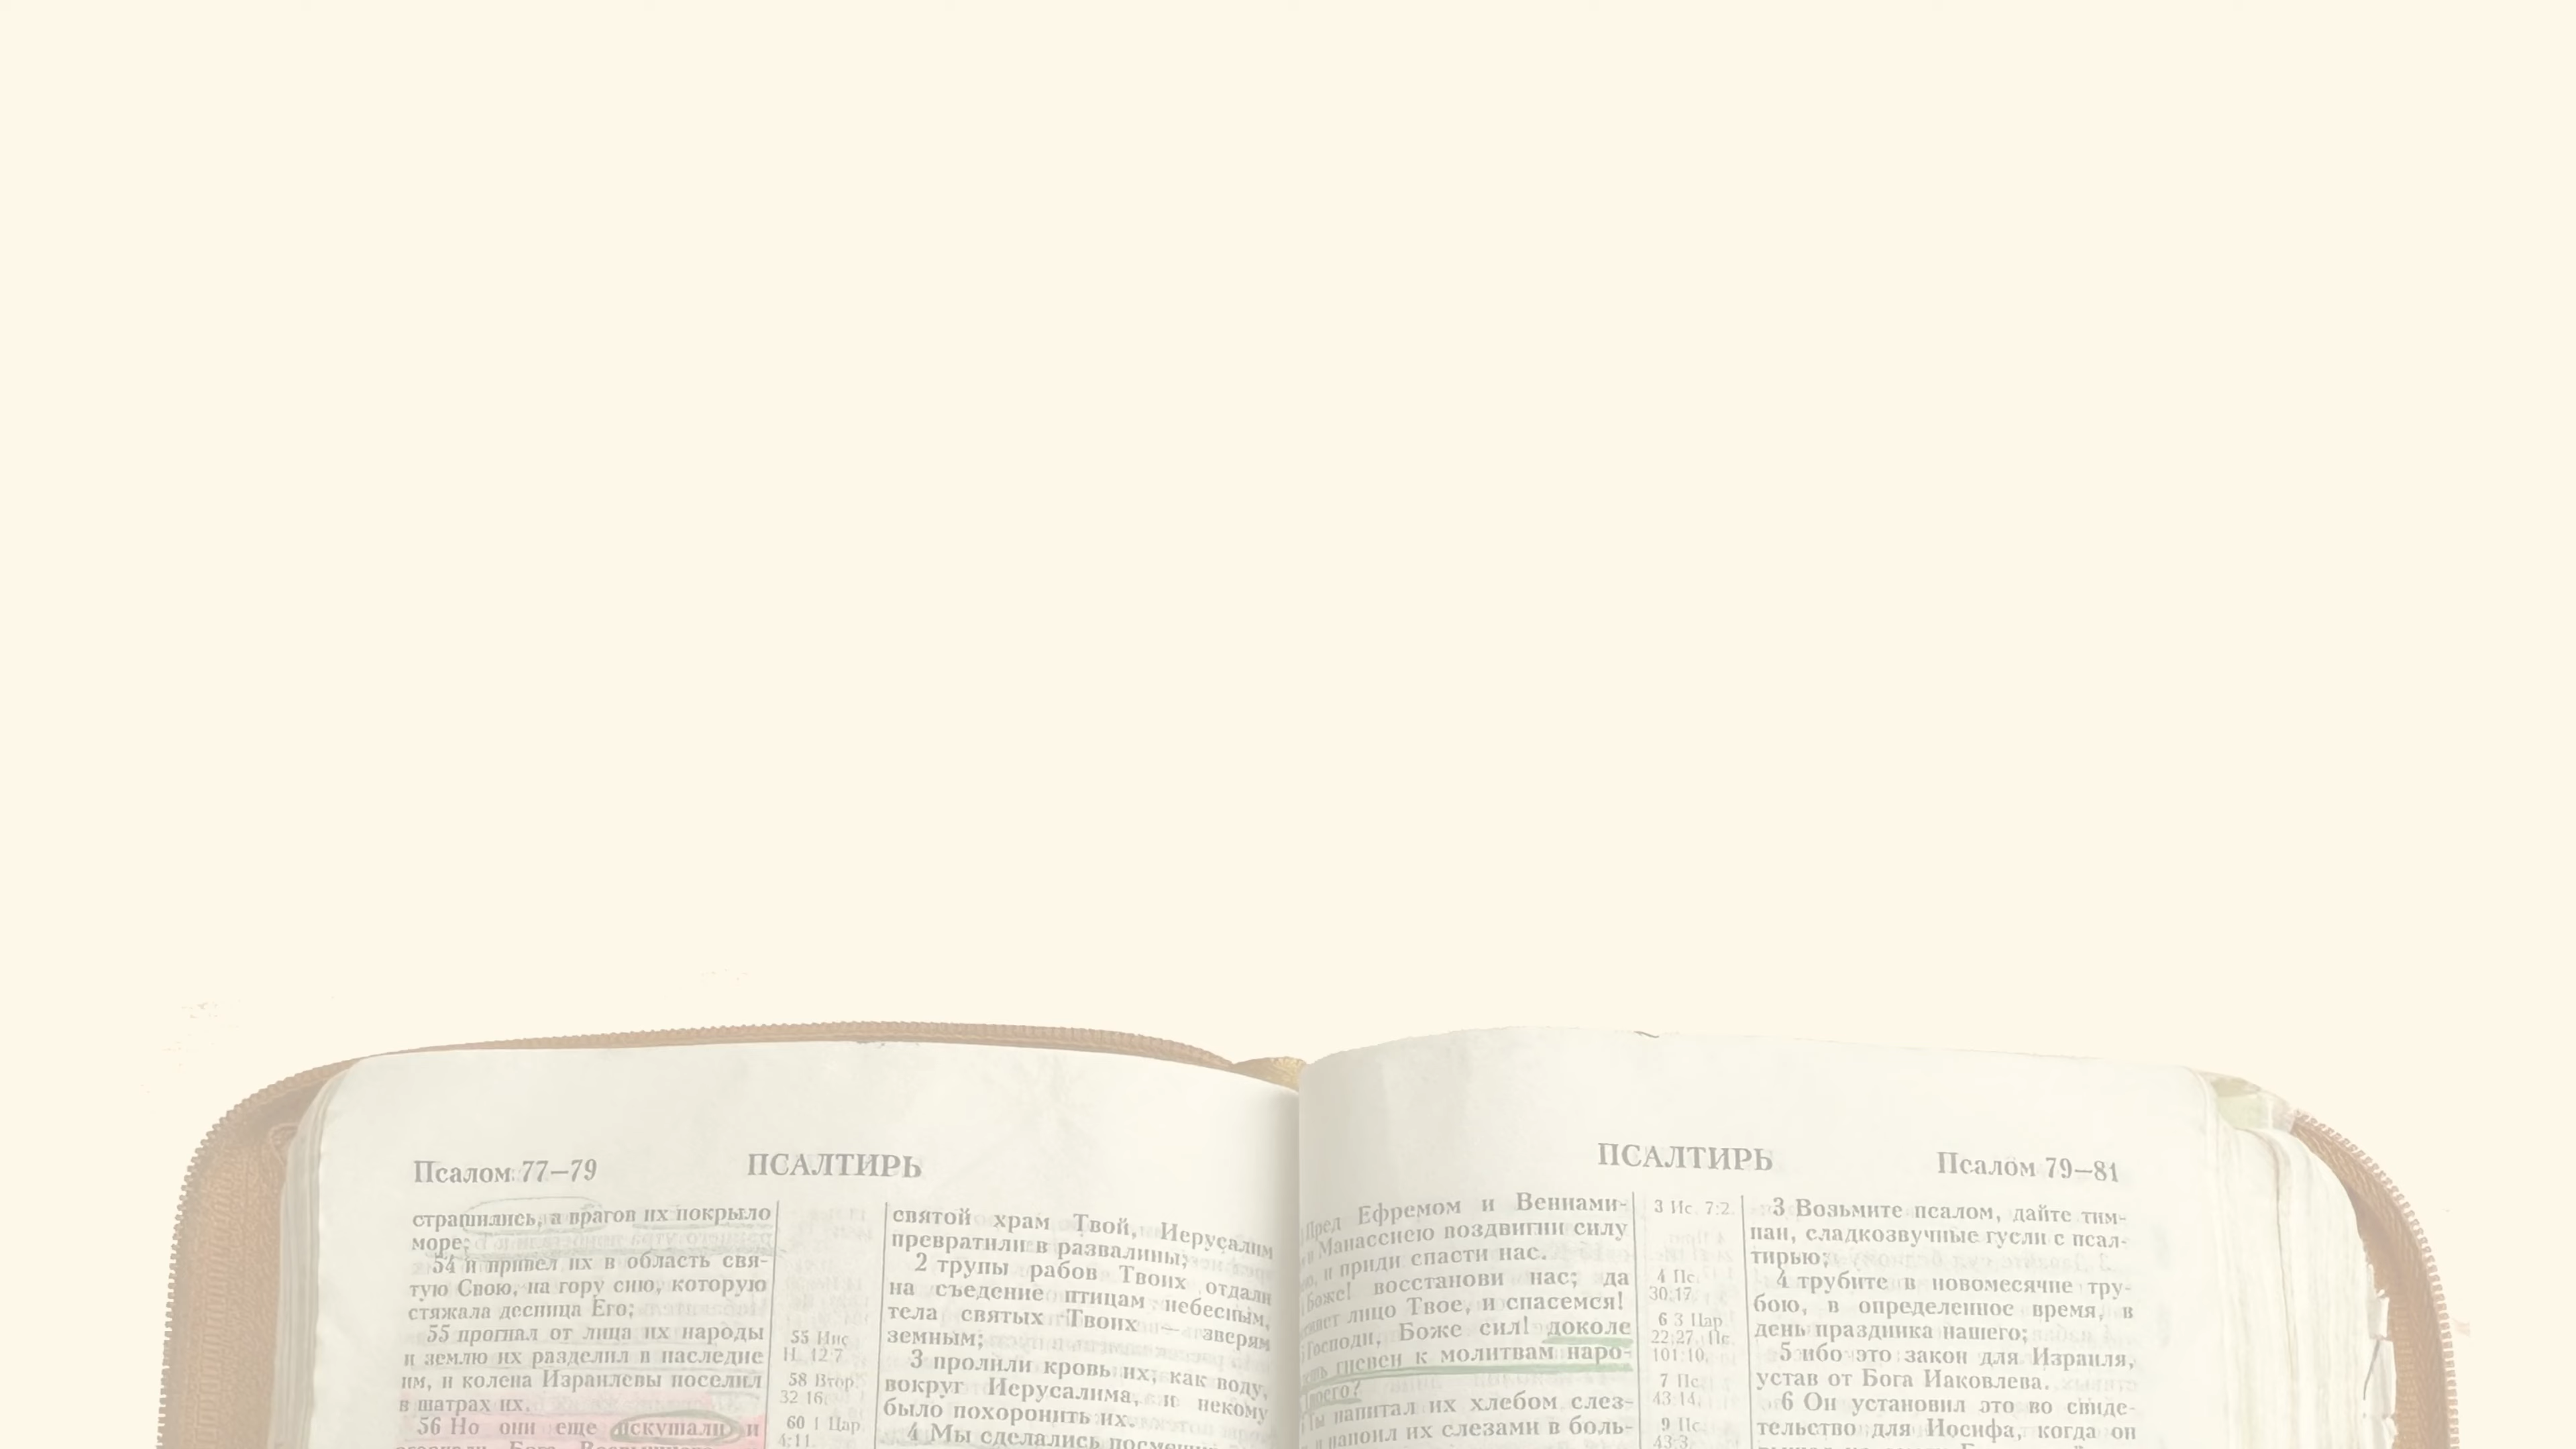 Псалом 77—79
ПСАЛТИРЬ
страшились, а врагов их покрыло
море;
54 и привел их в область свя-
тую Свою, на гору сию, которую
стяжала десница Его;
55 прогнал от лица их народы
и землю их разделил в наследие
им, и колена Израилевы поселил
в шатрах их.
56 Но они еще искушали и
55 Нис
11. 12:7
58 Втор.
32 16.
60 1 Цар
4:11.
святой храм Твой, Иерусалим
превратили в развалины;
2 трупы рабов Твоих отдали
на съедение птицам небесным,
тела святых Твоих — зверям
земным;
3 пролили кровь их, как воду,
вокруг Иерусалима, и некому
было похоронить их.
4 Мы сделались
ПСАЛТИРЬ
Псалом 79—81
Пред Ефремом и Вениами-
и Манассиею воздвигни силу
и приди спасти нас.
Боже! восстанови нас; да
лицо Твое, и спасемся!
Господи, Боже сил! доколе
гневен к молитвам наро-
Ты напитал их хлебом слез-
напоил их слезами в боль-
3 Ис. 7:2.
4 Пс.
30:17.
6 3 Цар
22:27. Пс.
101:10.
7 Пс.
43:14.
9 Пс.
43:3.
3 Возьмите псалом, дайте тим-
пан, сладкозвучные гусли с псал-
тирью;
4 трубите в новомесячие тру-
бою, в определенное время, в
день праздника нашего;
5 ибо это закон для Израиля,
устав от Бога Иаковлева.
6 Он установил это во свиде-
тельство для Иосифа, когда он